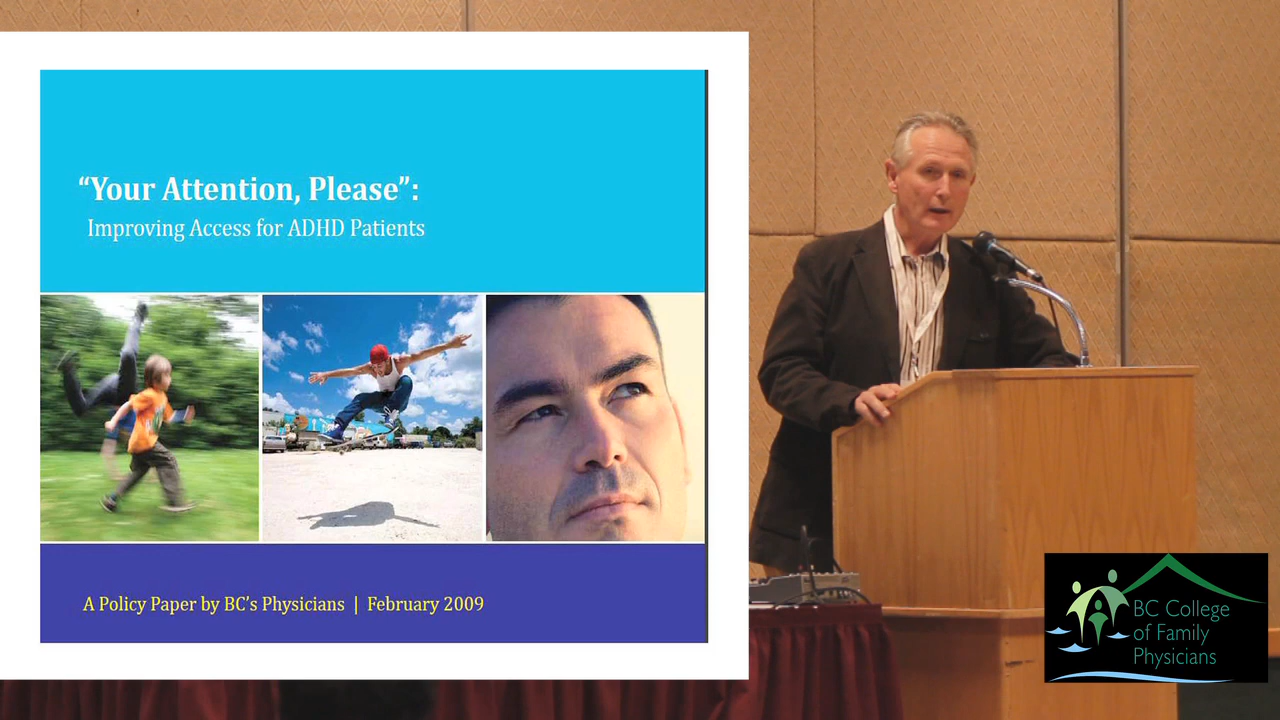 “Your Attention, Please”:
Improving Access for ADHD Patients
A Policy Paper by BC’s Physicians | February 2009
BC College
of Family
Physicians